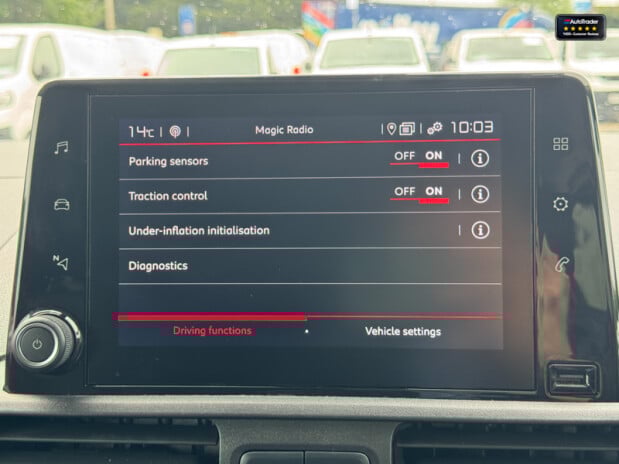 AutoTrader
14°C
Magic Radio
10:03
Parking sensors OFF ON
Traction control OFF ON
Under-inflation initialisation
Diagnostics
Driving functions Vehicle settings
N